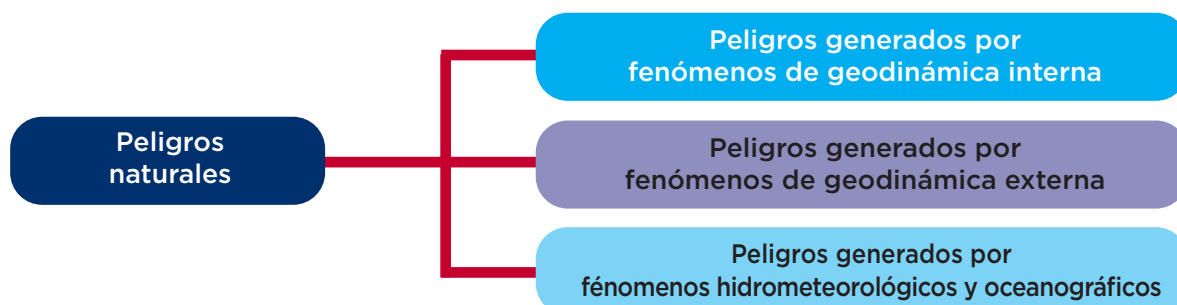 Peligros
naturales
Peligros generados por
fenómenos de geodinámica interna
Peligros generados por
fenómenos de geodinámica externa
Peligros generados por
fénomenos hidrometeorológicos y oceanográficos